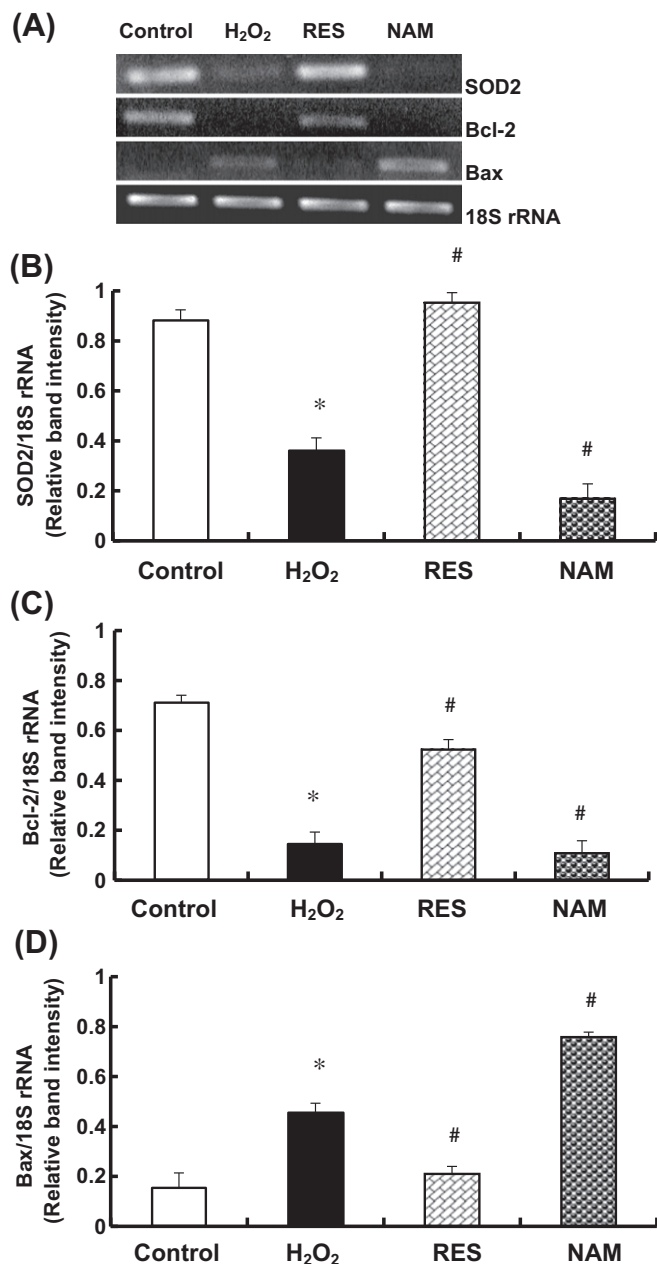 (A)
Control H₂O₂ RES NAM
SOD2
Bcl-2
Bax
18S rRNA
(B)
SOD2/18S rRNA
(Relative band intensity)
1
0.8
0.6
0.4
0.2
0
*
#
#
Control H₂O₂ RES NAM
(C)
Bcl-2/18S rRNA
(Relative band intensity)
1
0.8
0.6
0.4
0.2
0
*
#
#
Control H₂O₂ RES NAM
(D)
Bax/18S rRNA
(Relative band intensity)
1
0.8
0.6
0.4
0.2
0
*
#
#
Control H₂O₂ RES NAM